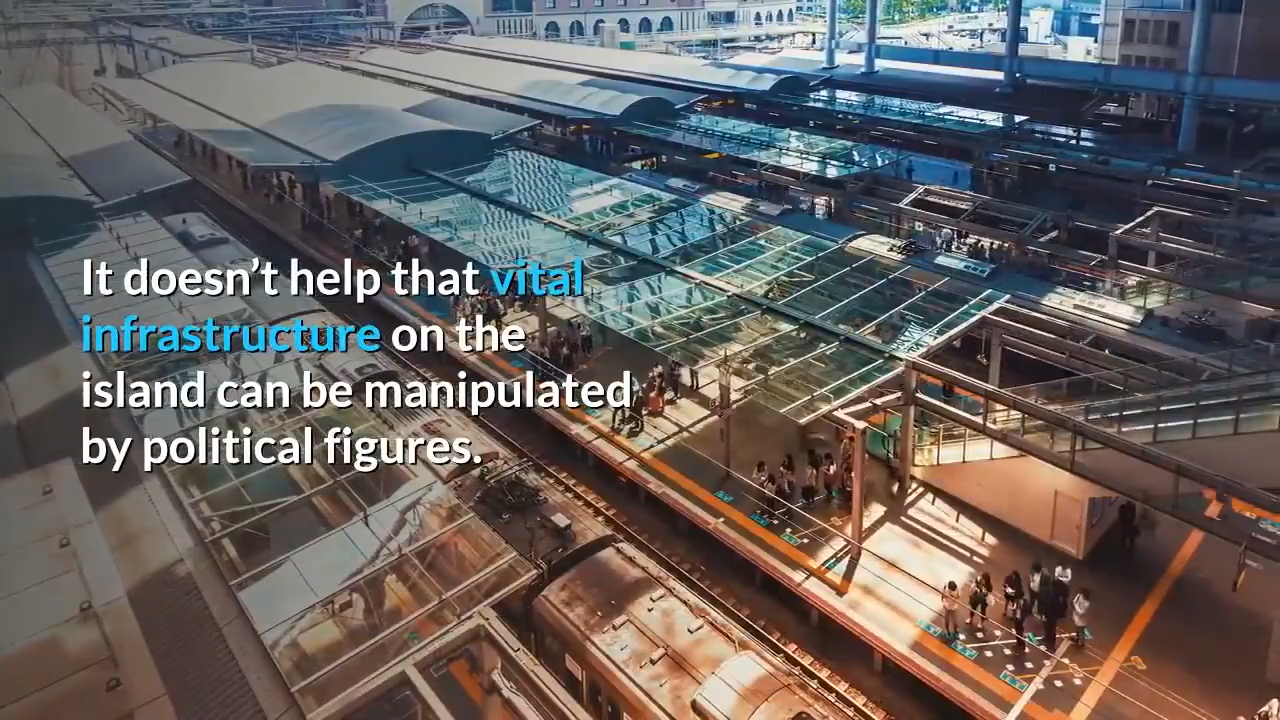 It doesn’t help that vital
infrastructure on the
island can be manipulated
by political figures.